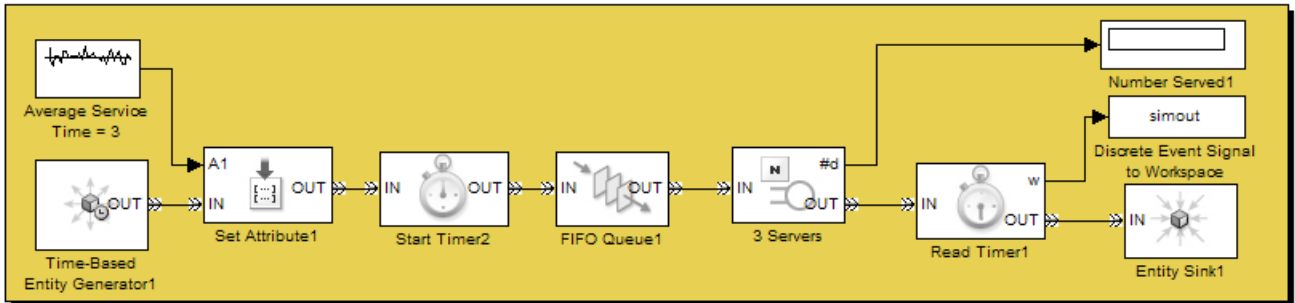 Average Service
Time = 3
OUT
Time-Based
Entity Generator1
A1
IN
OUT
[...]
Set Attribute1
IN
OUT
Start Timer2
IN
OUT
FIFO Queue1
N
#d
IN
OUT
3 Servers
w
IN
OUT
Read Timer1
Number Served1
simout
Discrete Event Signal
to Workspace
IN
Entity Sink1